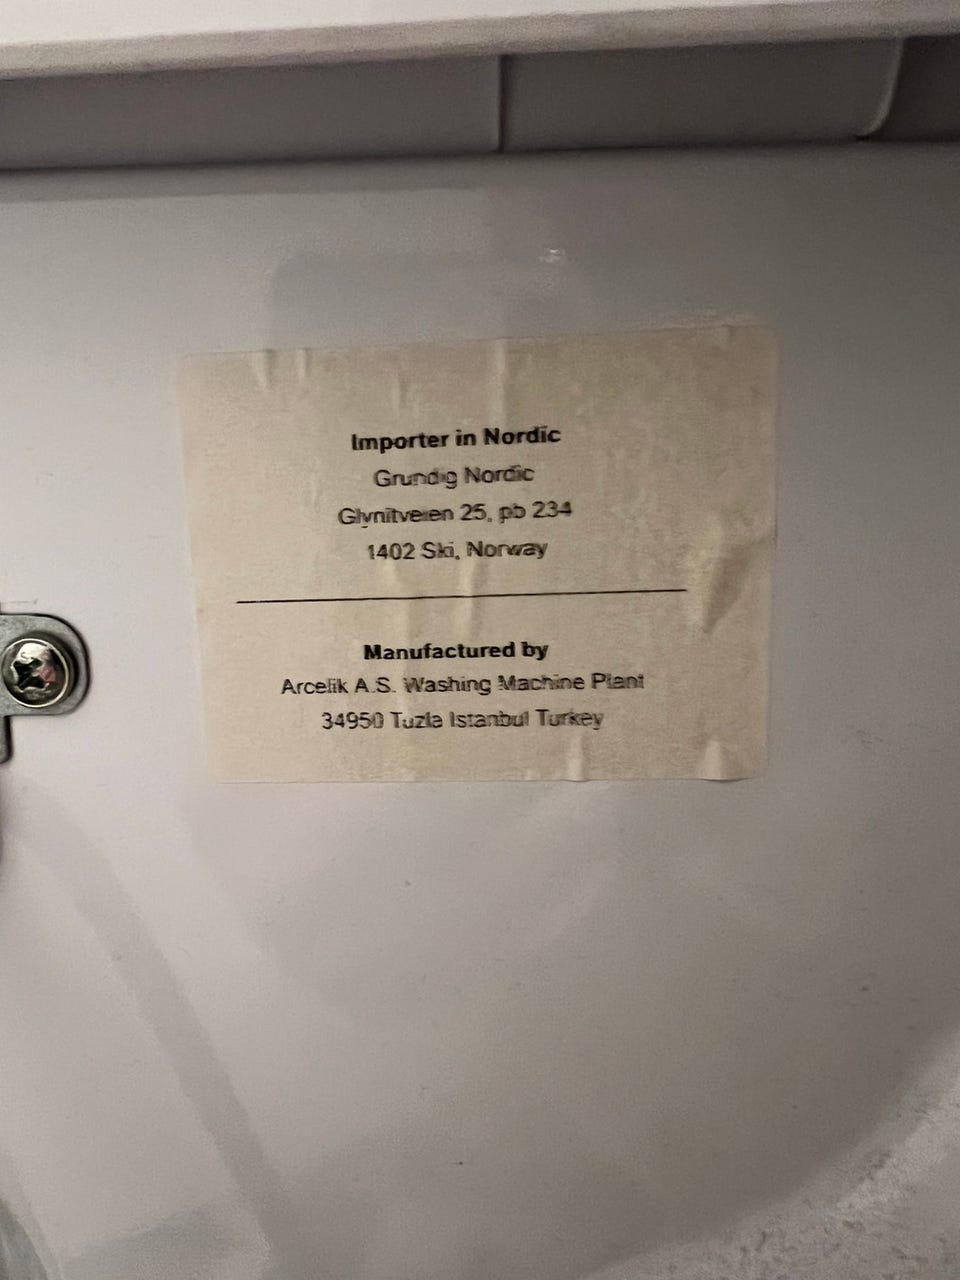 Importer in Nordic
Grundig Nordic
Glynitveien 25, pb 234
1402 Ski, Norway
Manufactured by
Arcelik A.S. Washing Machine Plant
34950 Tuzla Istanbul Turkey